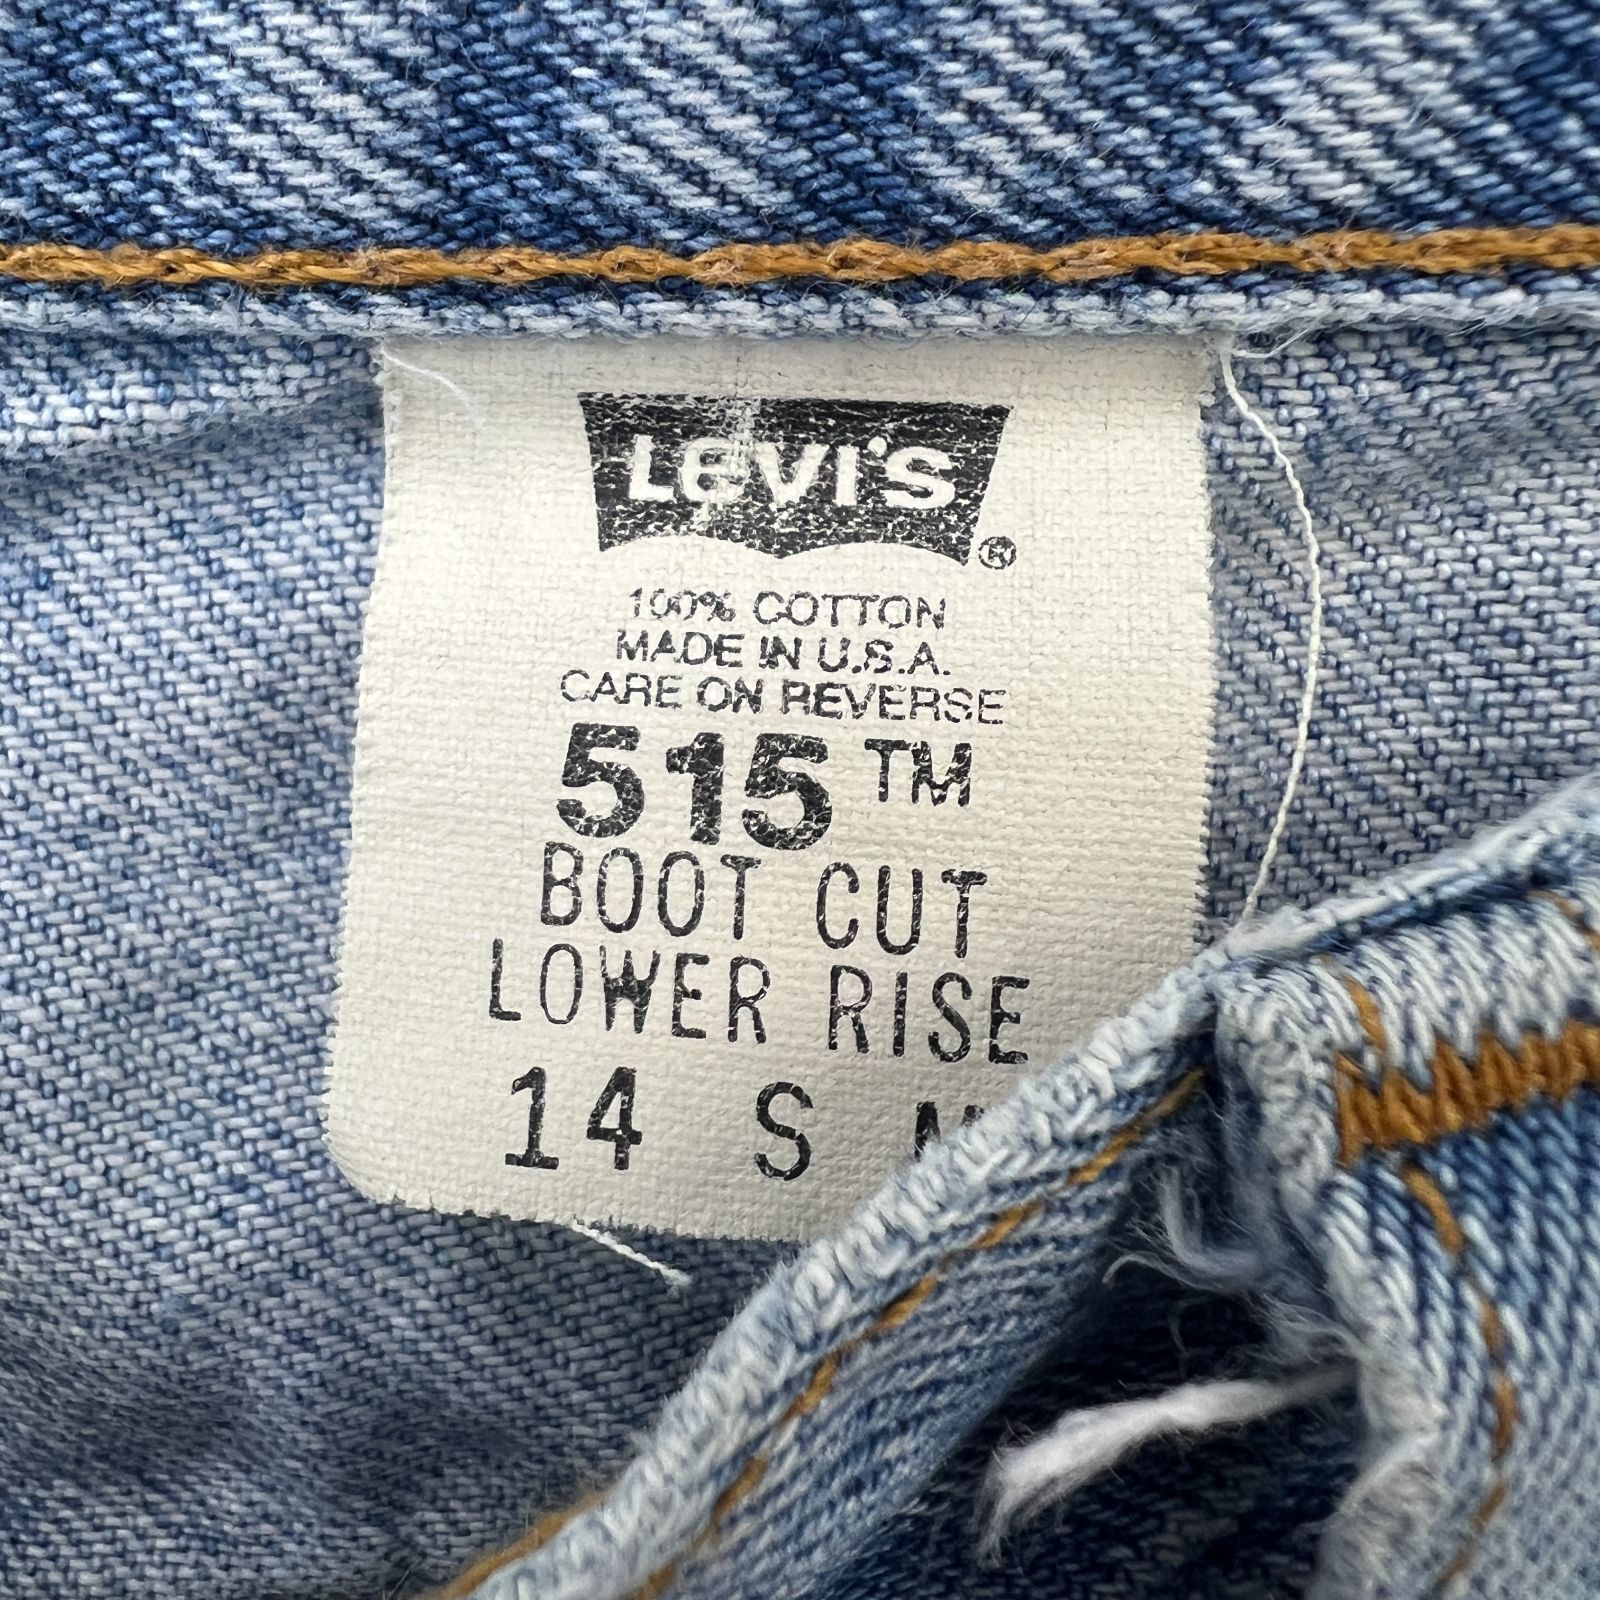 Levi's®
100% COTTON
MADE IN U.S.A.
CARE ON REVERSE
515™
BOOT CUT
LOWER RISE
14 S